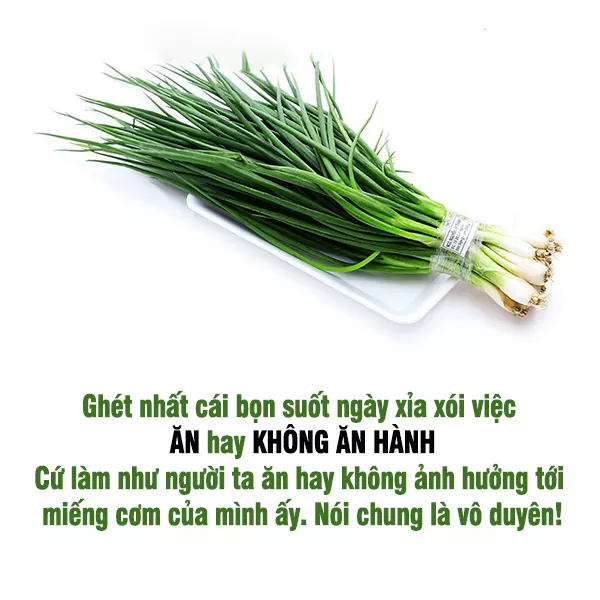 Ghét nhất cái bọn suốt ngày xỉa xói việc
ĂN hay KHÔNG ĂN HÀNH
Cứ làm như người ta ăn hay không ảnh hưởng tới
miếng cơm của mình ấy. Nói chung là vô duyên!